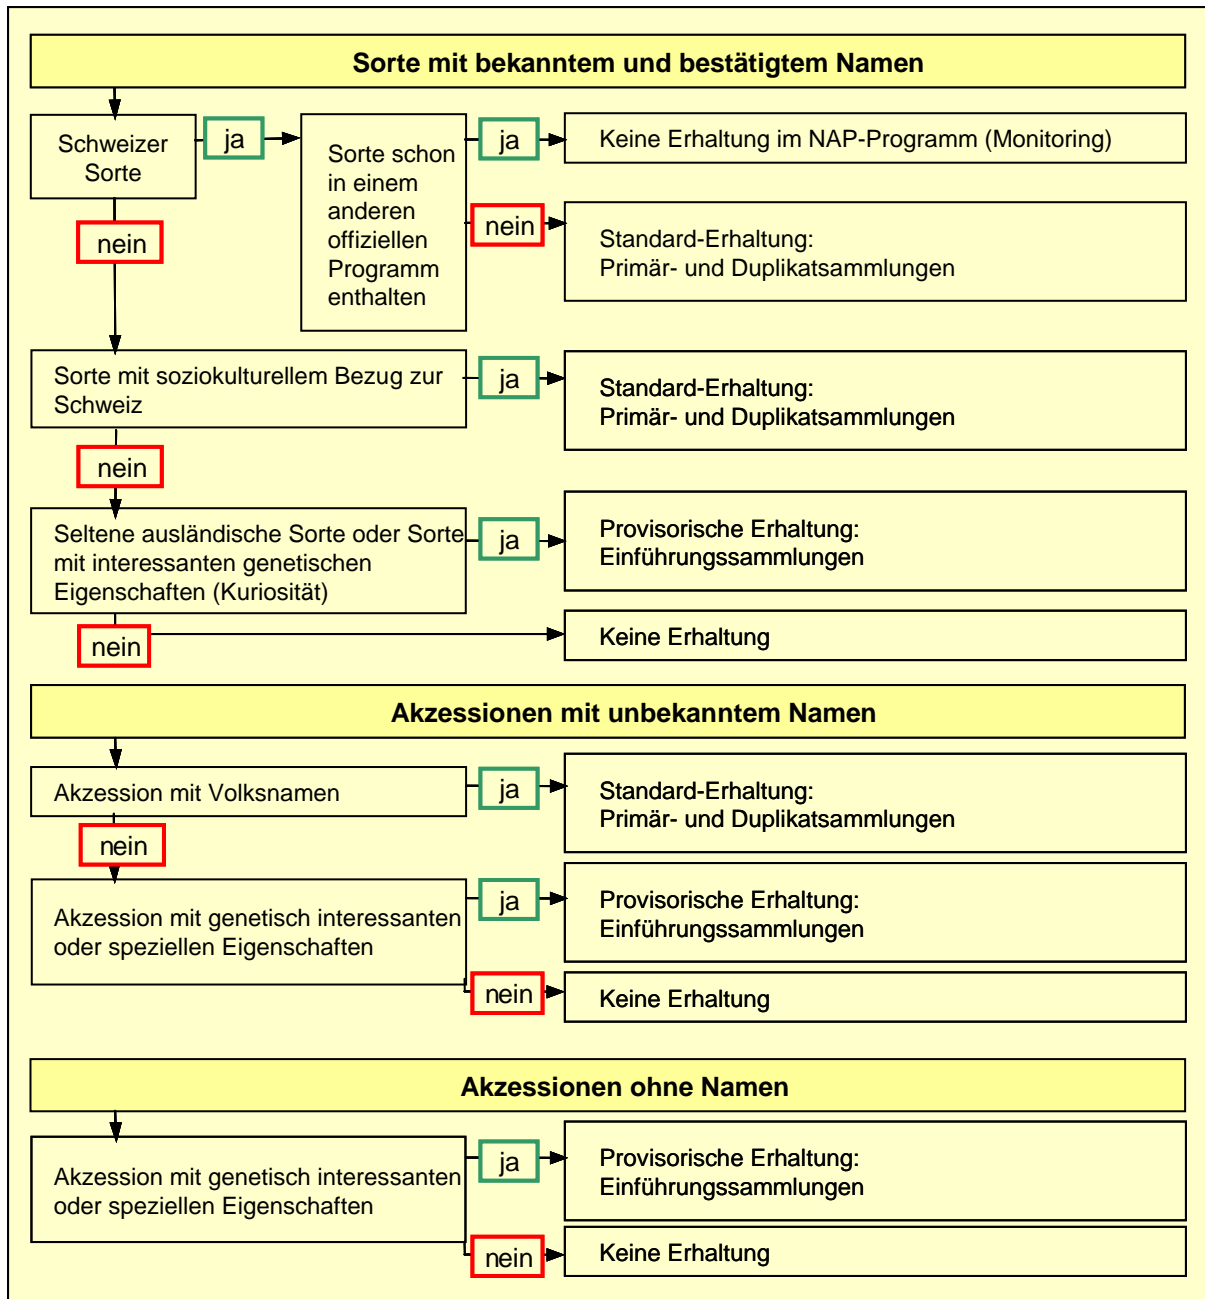 Sorte mit bekanntem und bestätigtem Namen
Schweizer
Sorte
ja
Sorte schon
in einem
anderen
offiziellen
Programm
enthalten
ja
Keine Erhaltung im NAP-Programm (Monitoring)
nein
Standard-Erhaltung:
Primär- und Duplikatsammlungen
nein
Sorte mit soziokulturellem Bezug zur
Schweiz
ja
Standard-Erhaltung:
Primär- und Duplikatsammlungen
nein
Seltene ausländische Sorte oder Sorte
mit interessanten genetischen
Eigenschaften (Kuriosität)
ja
Provisorische Erhaltung:
Einführungssammlungen
nein
Keine Erhaltung
Akzessionen mit unbekanntem Namen
Akzession mit Volksnamen
ja
Standard-Erhaltung:
Primär- und Duplikatsammlungen
nein
Akzession mit genetisch interessanten
oder speziellen Eigenschaften
ja
Provisorische Erhaltung:
Einführungssammlungen
nein
Keine Erhaltung
Akzessionen ohne Namen
Akzession mit genetisch interessanten
oder speziellen Eigenschaften
ja
Provisorische Erhaltung:
Einführungssammlungen
nein
Keine Erhaltung